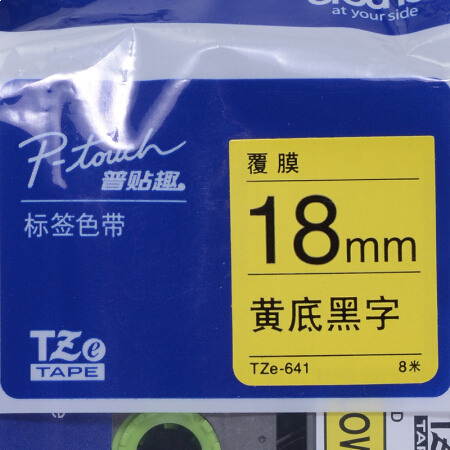 at your side
P-touch
普贴趣®
标签色带
覆膜
18mm
黄底黑字
TZe-641 8米
TZe
TAPE